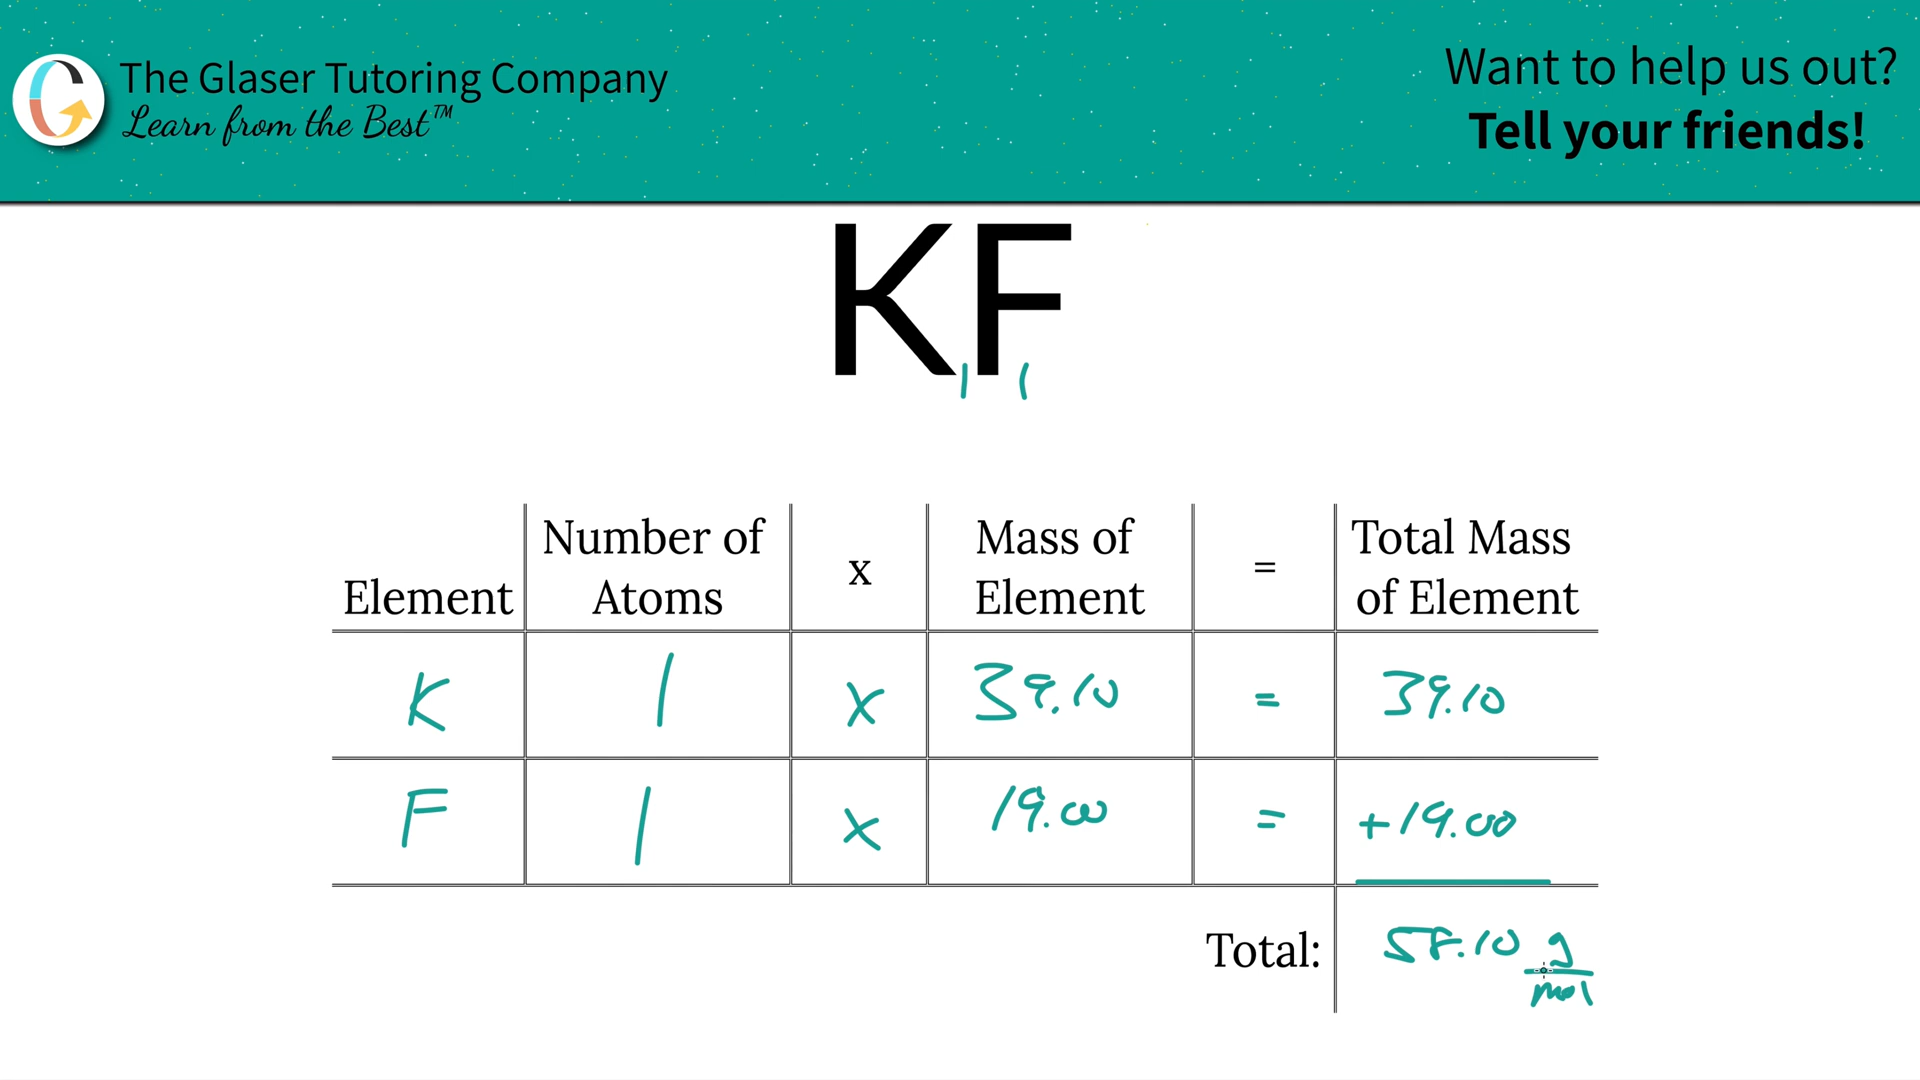 The Glaser Tutoring Company
Learn from the Best™
Want to help us out?
Tell your friends!
KF
1 1
Element Number of Atoms x Mass of Element = Total Mass of Element
K 1 x 39.10 = 39.10
F 1 x 19.00 = +19.00
Total: 58.10 g/mol